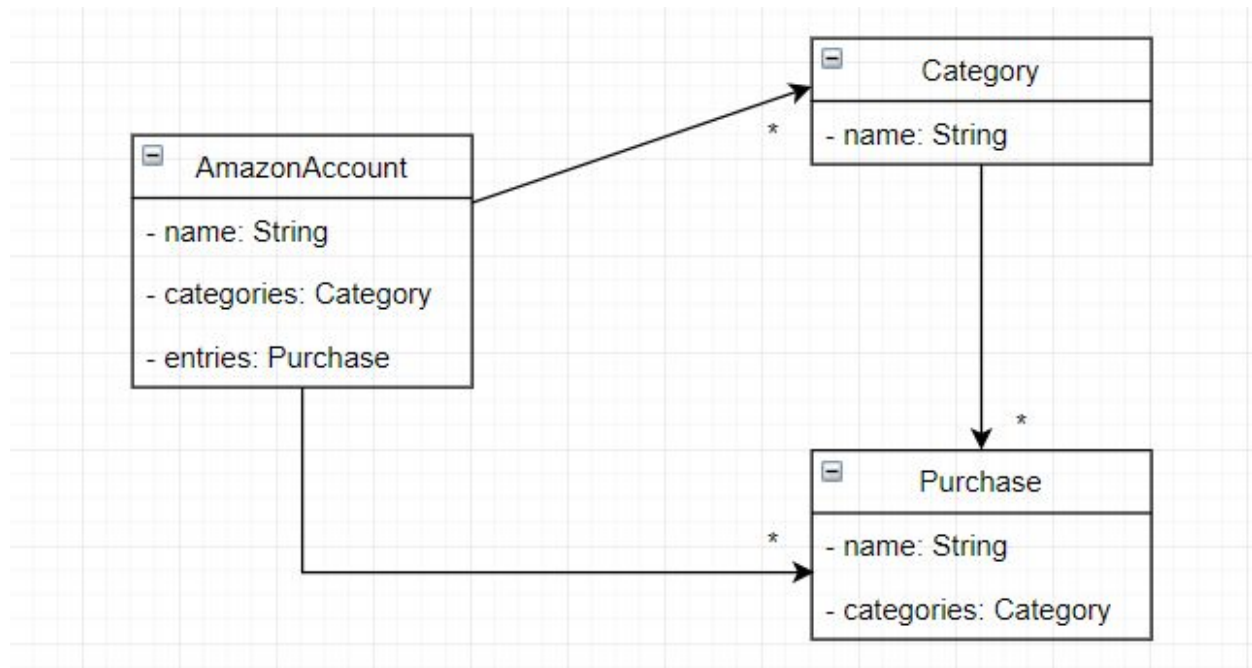 Category
- name: String
*
AmazonAccount
- name: String
- categories: Category
- entries: Purchase
*
Purchase
*
- name: String
- categories: Category